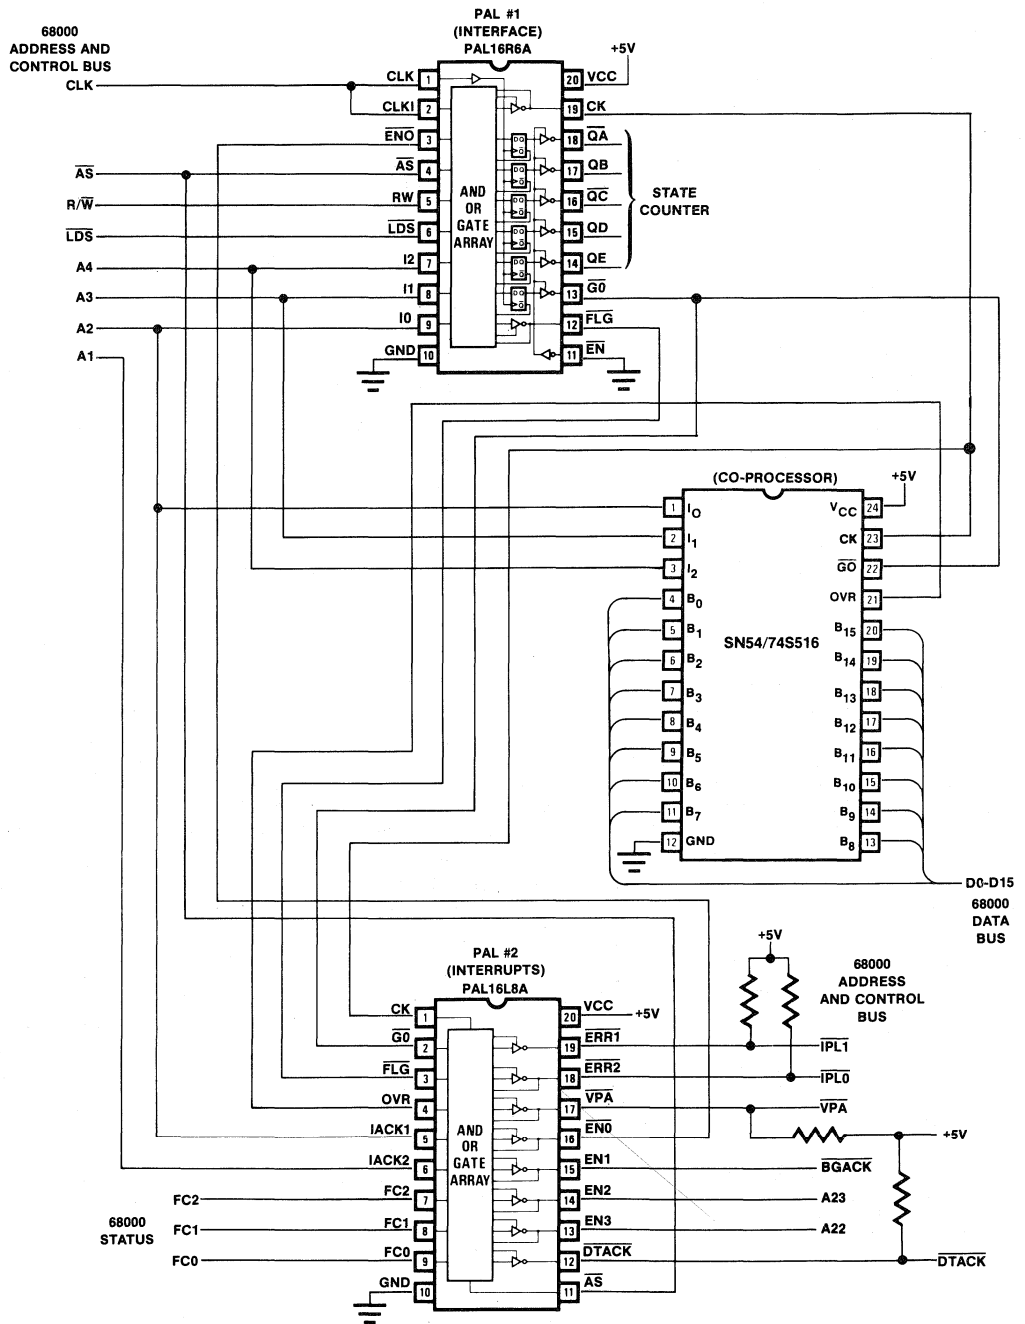 PAL #1
(INTERFACE)
PAL16R6A
68000
ADDRESS AND
CONTROL BUS
+5V
CLK
CLK 1
20 VCC
CLKI 2
19 CK
ENO 3
18 QA
AS
AS 4
17 QB
R/W
RW 5
16 QC
LDS
LDS 6
15 QD
A4
I2 7
14 QE
A3
I1 8
13 G0
A2
I0 9
12 FLG
A1
GND 10
11 EN
AND
OR
GATE
ARRAY
STATE
COUNTER
DQ
Q
DQ
Q
DQ
Q
DQ
Q
DQ
Q
DQ
Q
(CO-PROCESSOR)
+5V
1 I0
VCC 24
2 I1
CK 23
3 I2
GO 22
4 B0
OVR 21
5 B1
B15 20
SN54/74S516
6 B2
B14 19
7 B3
B13 18
8 B4
B12 17
9 B5
B11 16
10 B6
B10 15
11 B7
B9 14
12 GND
B8 13
D0-D15
68000
DATA
BUS
PAL #2
(INTERRUPTS)
PAL16L8A
+5V
68000
ADDRESS
AND CONTROL
BUS
CK 1
20 VCC
+5V
G0 2
19 ERR1
IPL1
FLG 3
18 ERR2
IPL0
OVR 4
17 VPA
VPA
IACK1 5
16 EN0
+5V
IACK2 6
15 EN1
BGACK
FC2
FC2 7
14 EN2
A23
FC1
FC1 8
13 EN3
A22
FC0
FC0 9
12 DTACK
DTACK
GND 10
11 AS
AND
OR
GATE
ARRAY
68000
STATUS